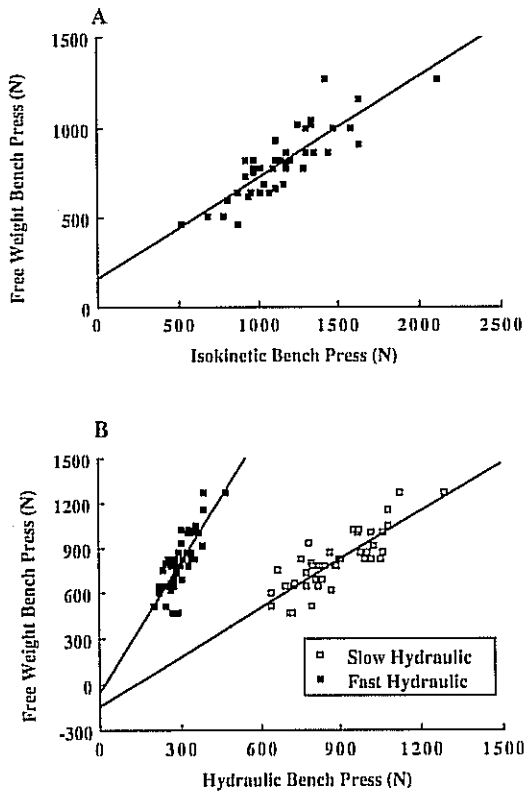 A
1500
1000
500
0
Free Weight Bench Press (N)
0 500 1000 1500 2000 2500
Isokinetic Bench Press (N)
B
1500
1200
900
600
300
0
-300
Free Weight Bench Press (N)
Slow Hydraulic
Fast Hydraulic
0 300 600 900 1200 1500
Hydraulic Bench Press (N)